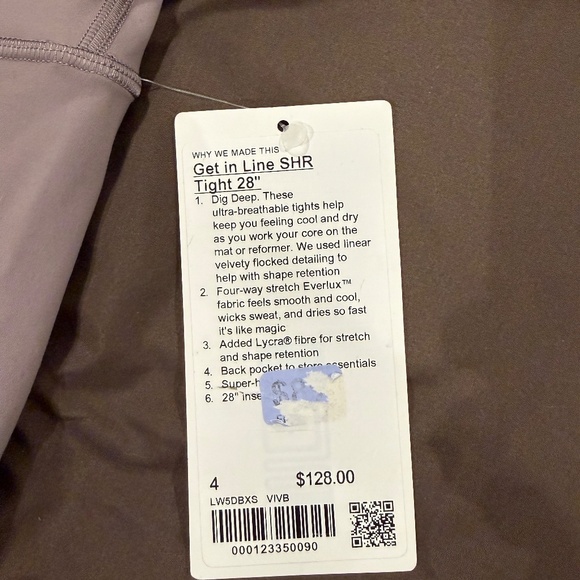 WHY WE MADE THIS
Get in Line SHR
Tight 28"
1. Dig Deep. These
ultra-breathable tights help
keep you feeling cool and dry
as you work your core on the
mat or reformer. We used linear
velvety flocked detailing to
help with shape retention
2. Four-way stretch Everlux™
fabric feels smooth and cool,
wicks sweat, and dries so fast
it's like magic
3. Added Lycra® fibre for stretch
and shape retention
4. Back pocket to store essentials
5. Super-h
6. 28" inse
4 $128.00
LW5DBXS VIVB
000123350090